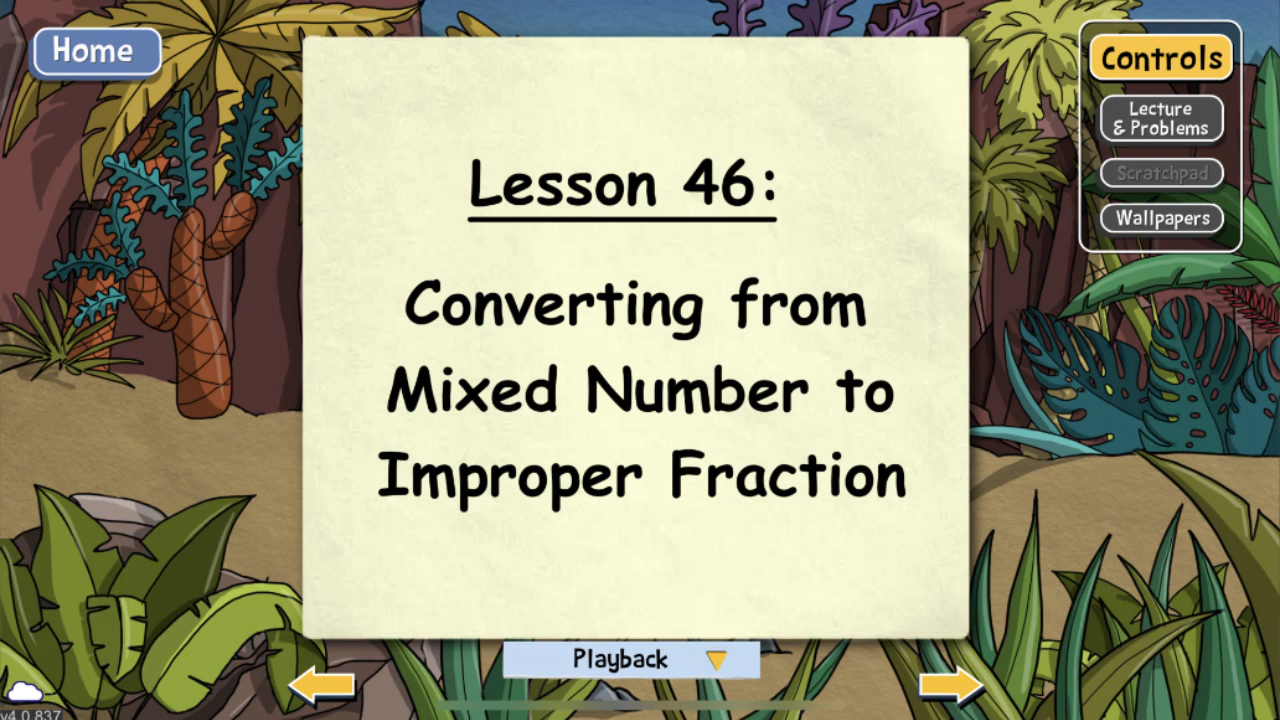 Home
Controls
Lecture
& Problems
Scratchpad
Wallpapers
Lesson 46:
Converting from
Mixed Number to
Improper Fraction
Playback
v4.0.837